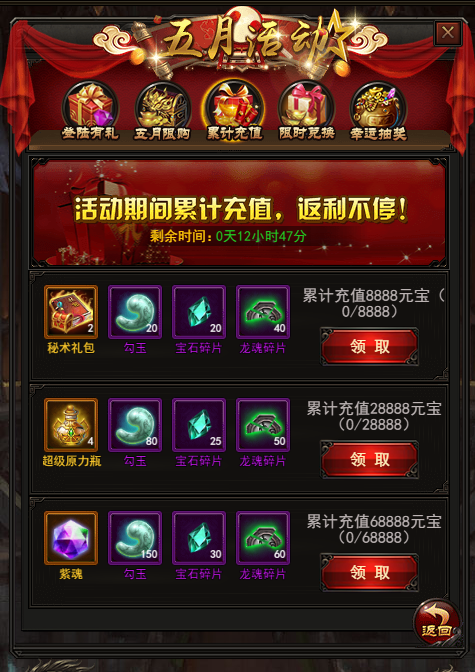 五月活动
登陆有礼 五月限购 累计充值 限时兑换 幸运抽奖
活动期间累计充值，返利不停！
剩余时间：0天12小时47分
2 20 20 40
秘术礼包 勾玉 宝石碎片 龙魂碎片
累计充值8888元宝（
0/8888）
领取
4 80 25 50
超级原力瓶 勾玉 宝石碎片 龙魂碎片
累计充值28888元宝
（0/28888）
领取
150 30 60
紫魂 勾玉 宝石碎片 龙魂碎片
累计充值68888元宝
（0/68888）
领取
返回